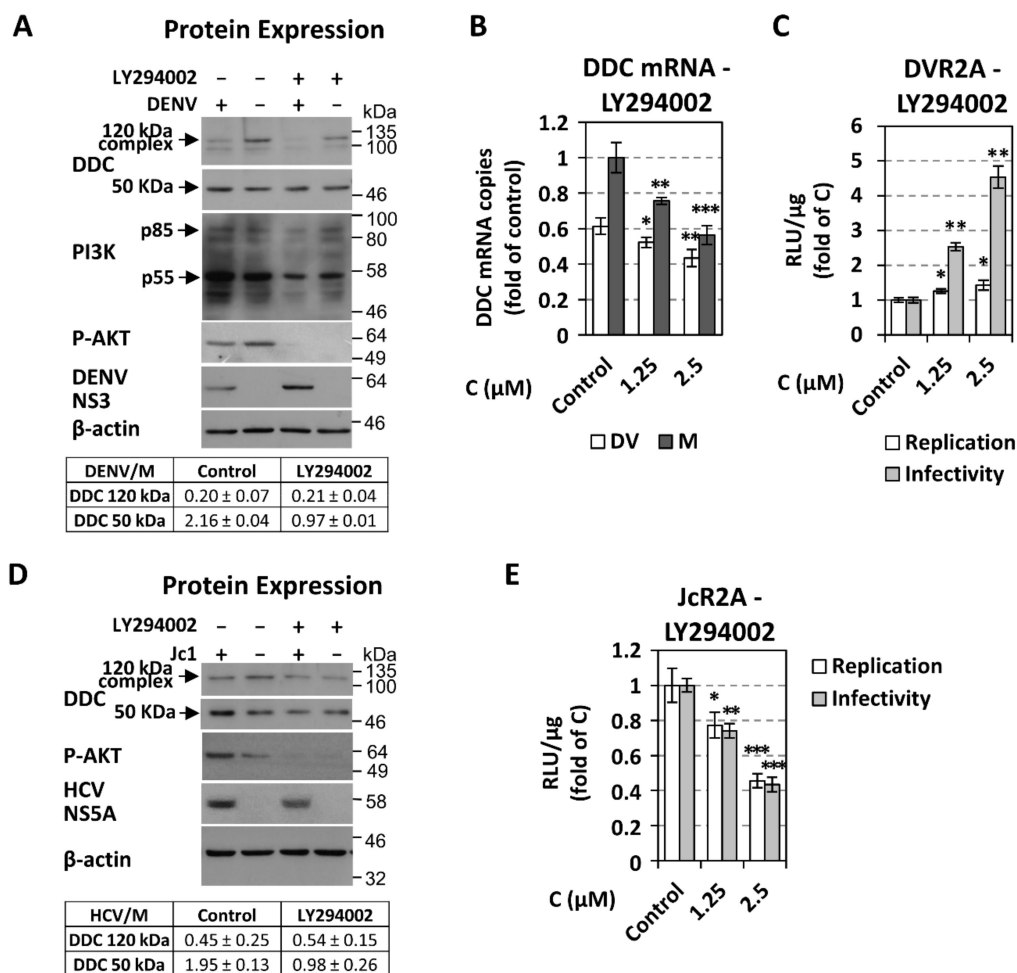 A
Protein Expression
LY294002 – – + +
DENV + – + –
kDa
120 kDa
complex
135
100
DDC
50 KDa
46
100
p85
80
PI3K
p55
58
46
P-AKT
64
49
DENV
NS3
64
β-actin
46
DENV/M Control LY294002
DDC 120 kDa 0.20 ± 0.07 0.21 ± 0.04
DDC 50 kDa 2.16 ± 0.04 0.97 ± 0.01
B
DDC mRNA -
LY294002
DDC mRNA copies
(fold of control)
1.2
1
0.8
0.6
0.4
0.2
0
* ** ** ***
C (μM)
Control
1.25
2.5
DV M
C
DVR2A -
LY294002
RLU/μg
(fold of C)
6
5
4
3
2
1
0
* ** * **
C (μM)
Control
1.25
2.5
Replication
Infectivity
D
Protein Expression
LY294002 – – + +
Jc1 + – + –
kDa
120 kDa
complex
135
100
DDC
50 KDa
46
P-AKT
64
49
HCV
NS5A
58
46
β-actin
32
HCV/M Control LY294002
DDC 120 kDa 0.45 ± 0.25 0.54 ± 0.15
DDC 50 kDa 1.95 ± 0.13 0.98 ± 0.26
E
JcR2A -
LY294002
RLU/μg
(fold of C)
1.2
1
0.8
0.6
0.4
0.2
0
* ** *** ***
C (μM)
Control
1.25
2.5
Replication
Infectivity